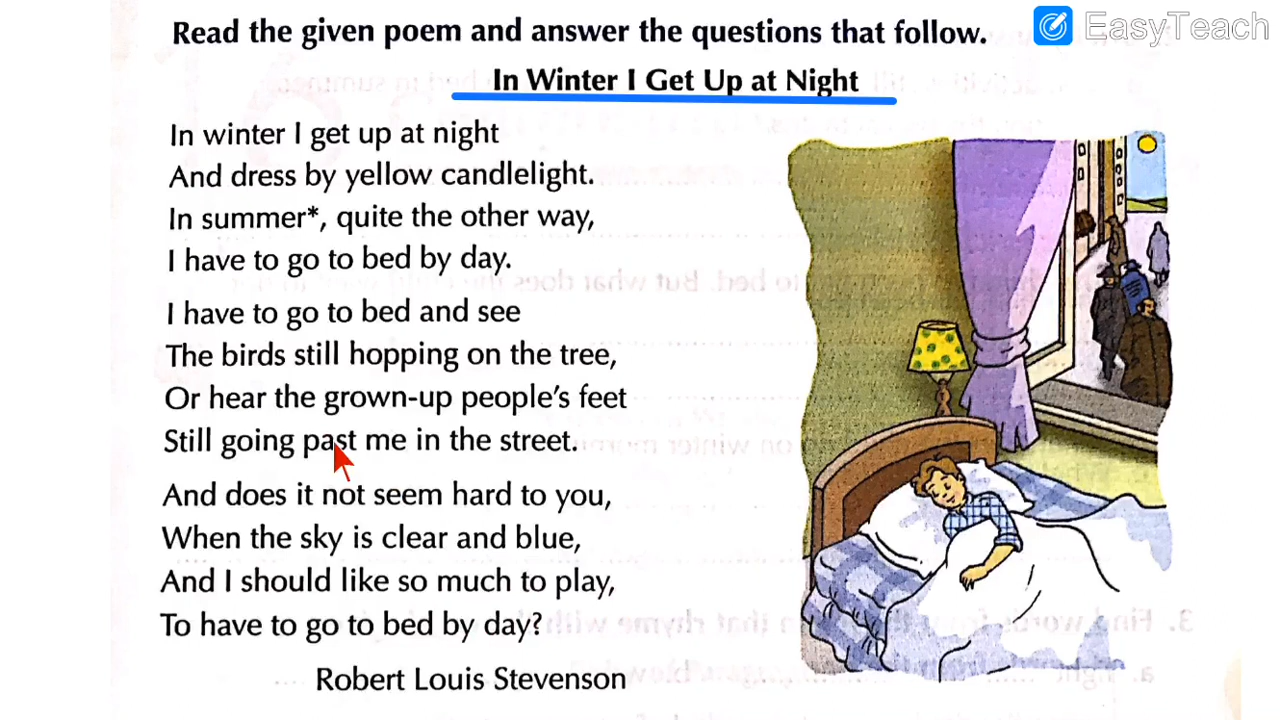 EasyTeach
Read the given poem and answer the questions that follow.
In Winter I Get Up at Night
In winter I get up at night
And dress by yellow candlelight.
In summer*, quite the other way,
I have to go to bed by day.
I have to go to bed and see
The birds still hopping on the tree,
Or hear the grown-up people's feet
Still going past me in the street.
And does it not seem hard to you,
When the sky is clear and blue,
And I should like so much to play,
To have to go to bed by day?
Robert Louis Stevenson